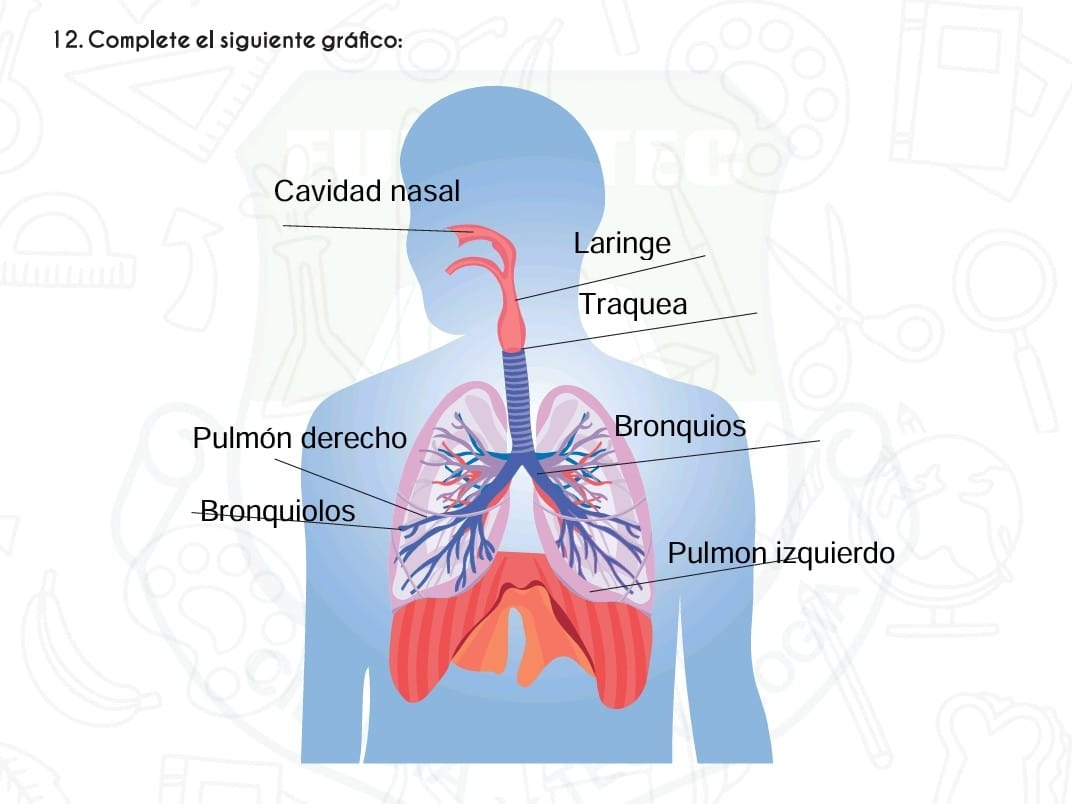 12. Complete el siguiente gráfico:
Cavidad nasal
Laringe
Traquea
Bronquios
Pulmón derecho
Bronquiolos
Pulmon izquierdo